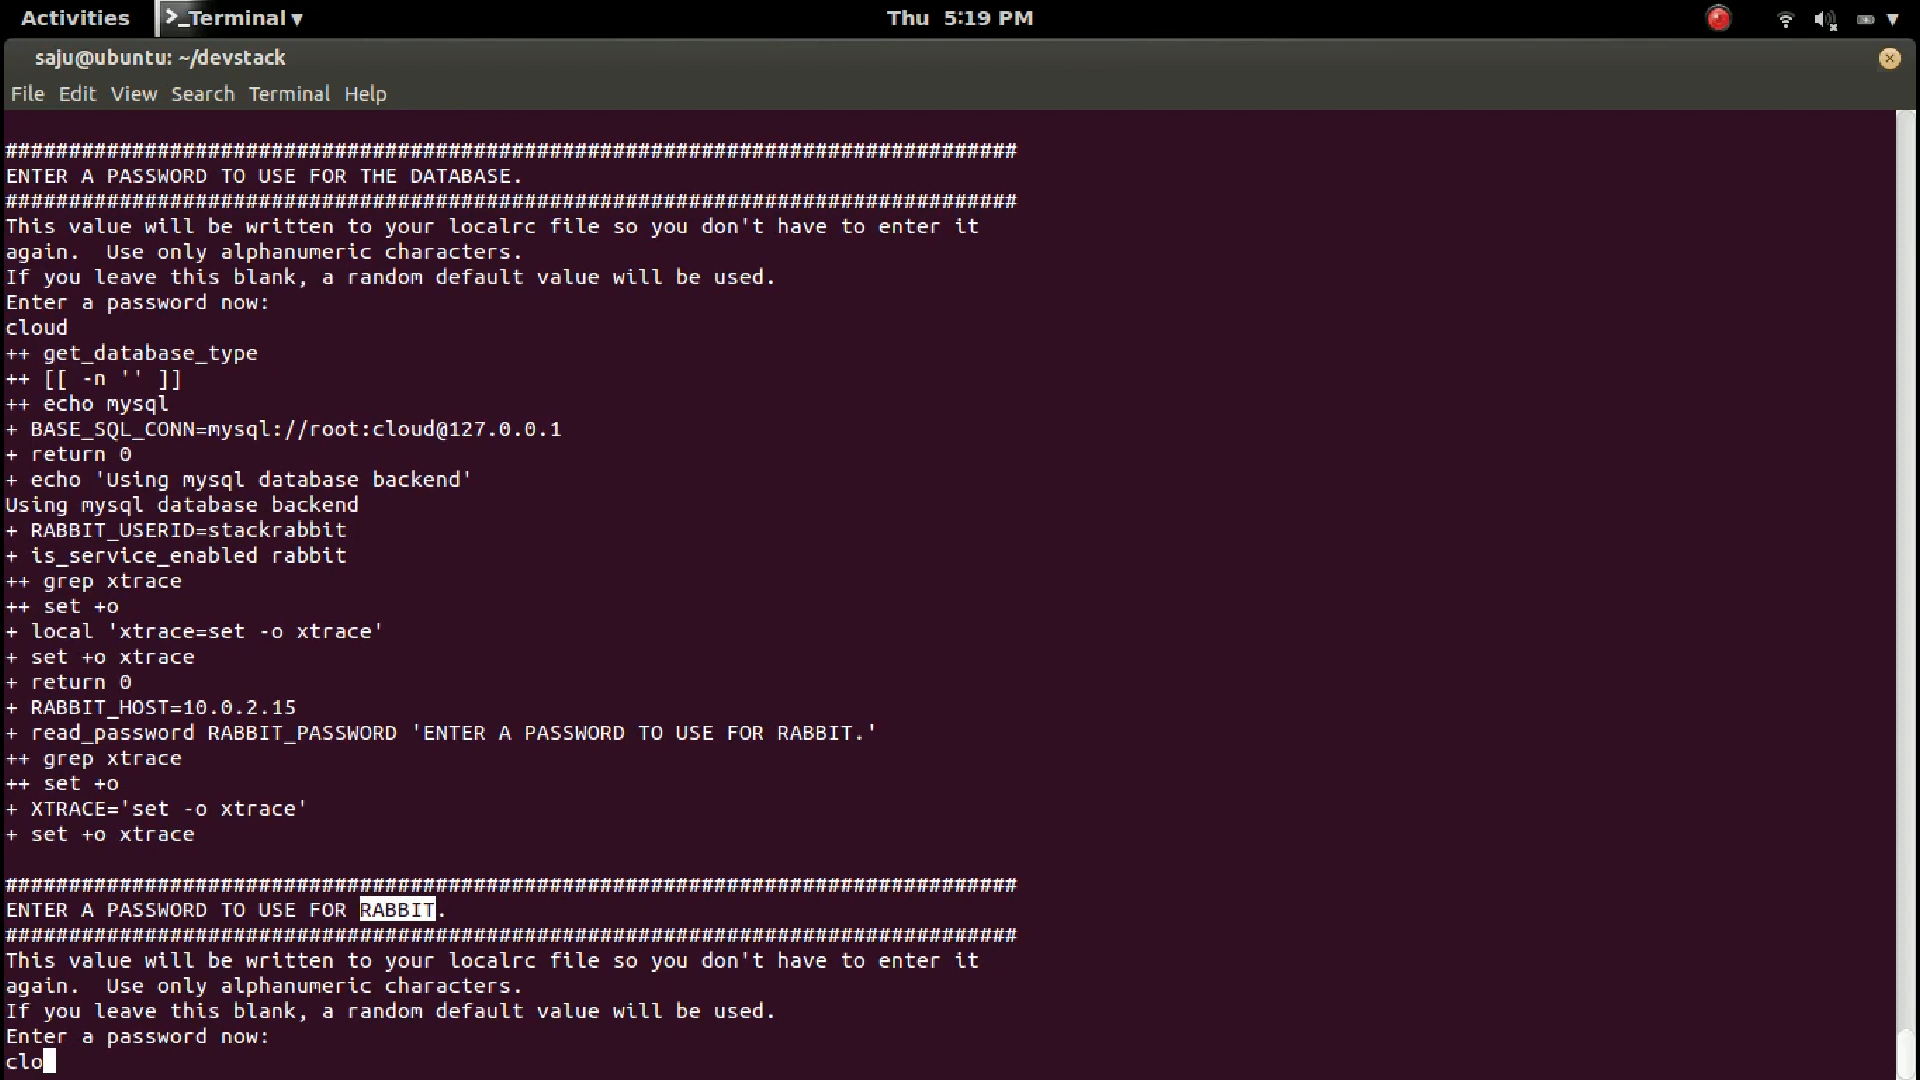 Activities
Terminal
Thu 5:19 PM
saju@ubuntu: ~/devstack
File Edit View Search Terminal Help
################################################################################
ENTER A PASSWORD TO USE FOR THE DATABASE.
################################################################################
This value will be written to your localrc file so you don't have to enter it
again.  Use only alphanumeric characters.
If you leave this blank, a random default value will be used.
Enter a password now:
cloud
++ get_database_type
++ [[ -n '' ]]
++ echo mysql
+ BASE_SQL_CONN=mysql://root:cloud@127.0.0.1
+ return 0
+ echo 'Using mysql database backend'
Using mysql database backend
+ RABBIT_USERID=stackrabbit
+ is_service_enabled rabbit
++ grep xtrace
++ set +o
+ local 'xtrace=set -o xtrace'
+ set +o xtrace
+ return 0
+ RABBIT_HOST=10.0.2.15
+ read_password RABBIT_PASSWORD 'ENTER A PASSWORD TO USE FOR RABBIT.'
++ grep xtrace
++ set +o
+ XTRACE='set -o xtrace'
+ set +o xtrace
################################################################################
ENTER A PASSWORD TO USE FOR RABBIT.
################################################################################
This value will be written to your localrc file so you don't have to enter it
again.  Use only alphanumeric characters.
If you leave this blank, a random default value will be used.
Enter a password now:
clo